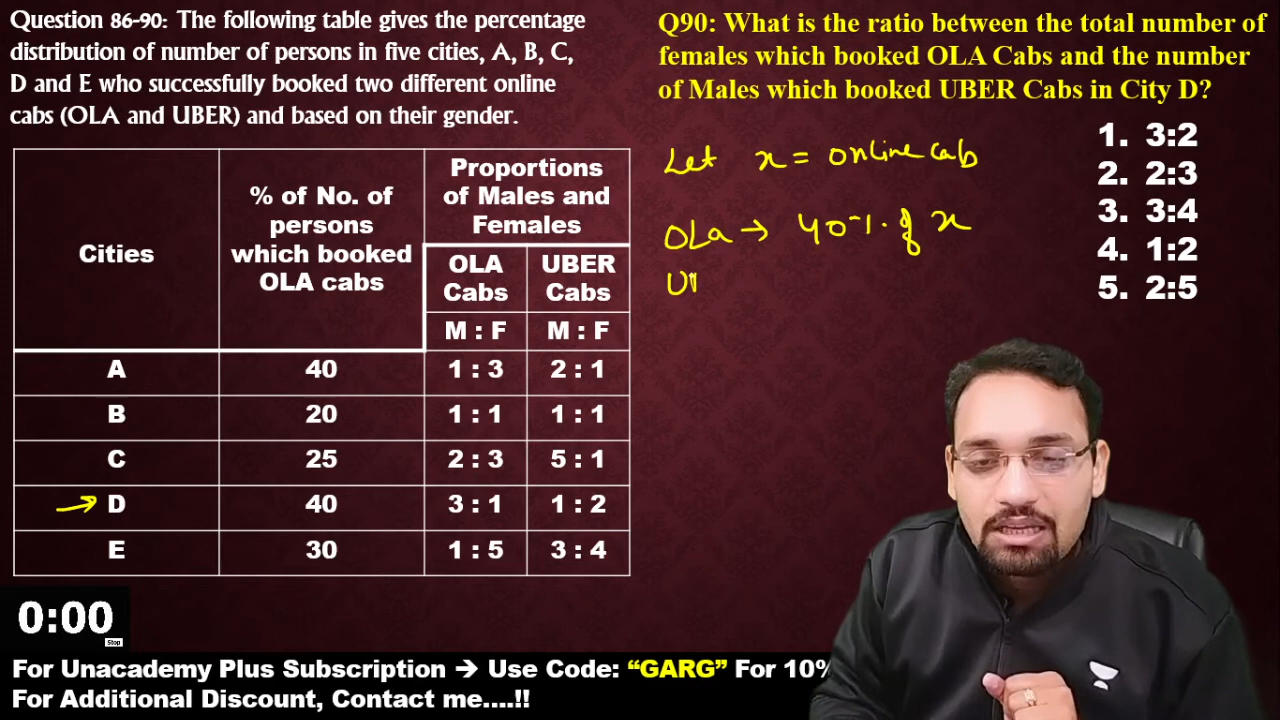 Question 86-90: The following table gives the percentage
distribution of number of persons in five cities, A, B, C,
D and E who successfully booked two different online
cabs (OLA and UBER) and based on their gender.
Cities
% of No. of
persons
which booked
OLA cabs
Proportions
of Males and
Females
OLA
Cabs
UBER
Cabs
M : F
M : F
A 40 1 : 3 2 : 1
B 20 1 : 1 1 : 1
C 25 2 : 3 5 : 1
D 40 3 : 1 1 : 2
E 30 1 : 5 3 : 4
Q90: What is the ratio between the total number of
females which booked OLA Cabs and the number
of Males which booked UBER Cabs in City D?
1. 3:2
2. 2:3
3. 3:4
4. 1:2
5. 2:5
Let x = online cab
OLa → 40% of x
0:00
Stop
For Unacademy Plus Subscription → Use Code: “GARG” For 10%
For Additional Discount, Contact me....!!